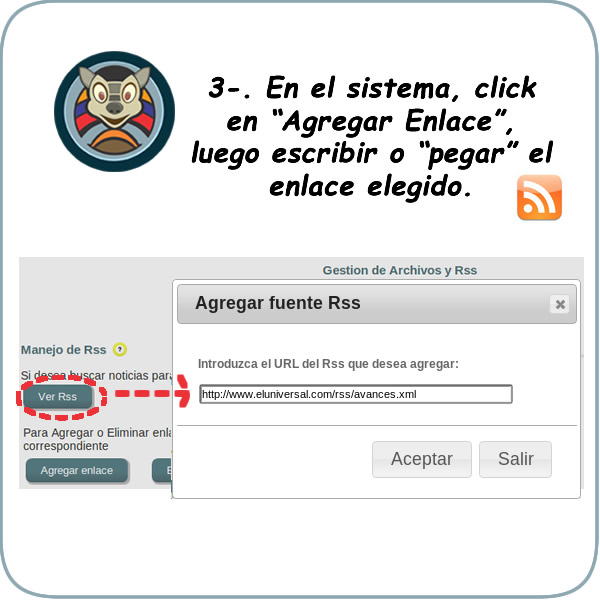 3-. En el sistema, click
en “Agregar Enlace”,
luego escribir o “pegar” el
enlace elegido.
Gestion de Archivos y Rss
Agregar fuente Rss
Manejo de Rss ?
Introduzca el URL del Rss que desea agregar:
Si desea buscar noticias para
Ver Rss
http://www.eluniversal.com/rss/avances.xml
Para Agregar o Eliminar enla
correspondiente
Aceptar Salir
Agregar enlace E